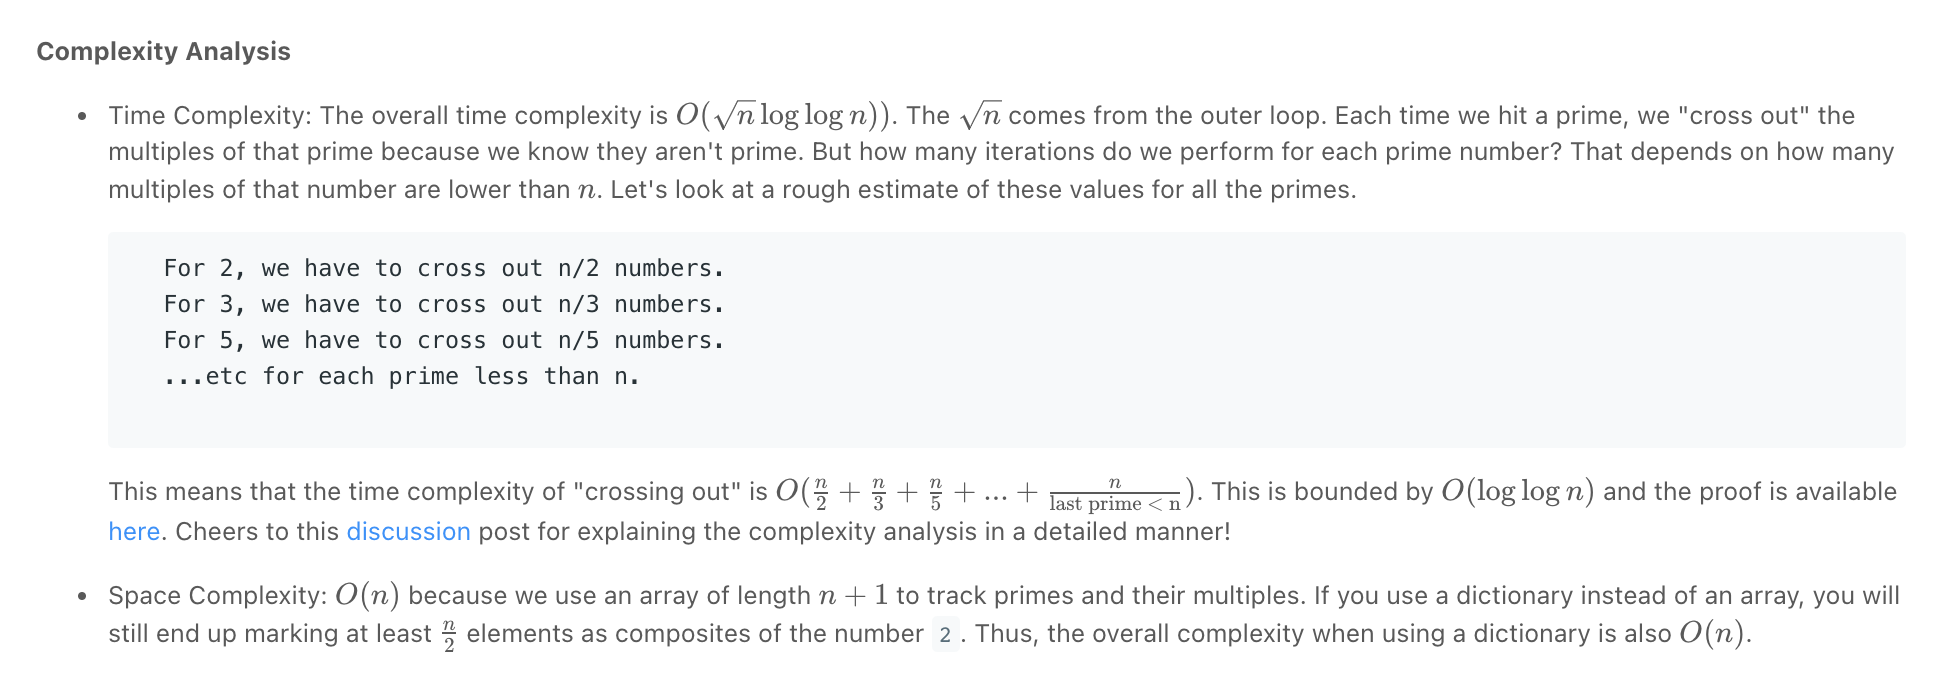 Complexity Analysis
• Time Complexity: The overall time complexity is O(√n log log n)). The √n comes from the outer loop. Each time we hit a prime, we "cross out" the
multiples of that prime because we know they aren't prime. But how many iterations do we perform for each prime number? That depends on how many
multiples of that number are lower than n. Let's look at a rough estimate of these values for all the primes.
For 2, we have to cross out n/2 numbers.
For 3, we have to cross out n/3 numbers.
For 5, we have to cross out n/5 numbers.
...etc for each prime less than n.
This means that the time complexity of "crossing out" is O(n/2 + n/3 + n/5 + ... + n/last prime < n). This is bounded by O(log log n) and the proof is available
here. Cheers to this discussion post for explaining the complexity analysis in a detailed manner!
• Space Complexity: O(n) because we use an array of length n + 1 to track primes and their multiples. If you use a dictionary instead of an array, you will
still end up marking at least n/2 elements as composites of the number 2. Thus, the overall complexity when using a dictionary is also O(n).